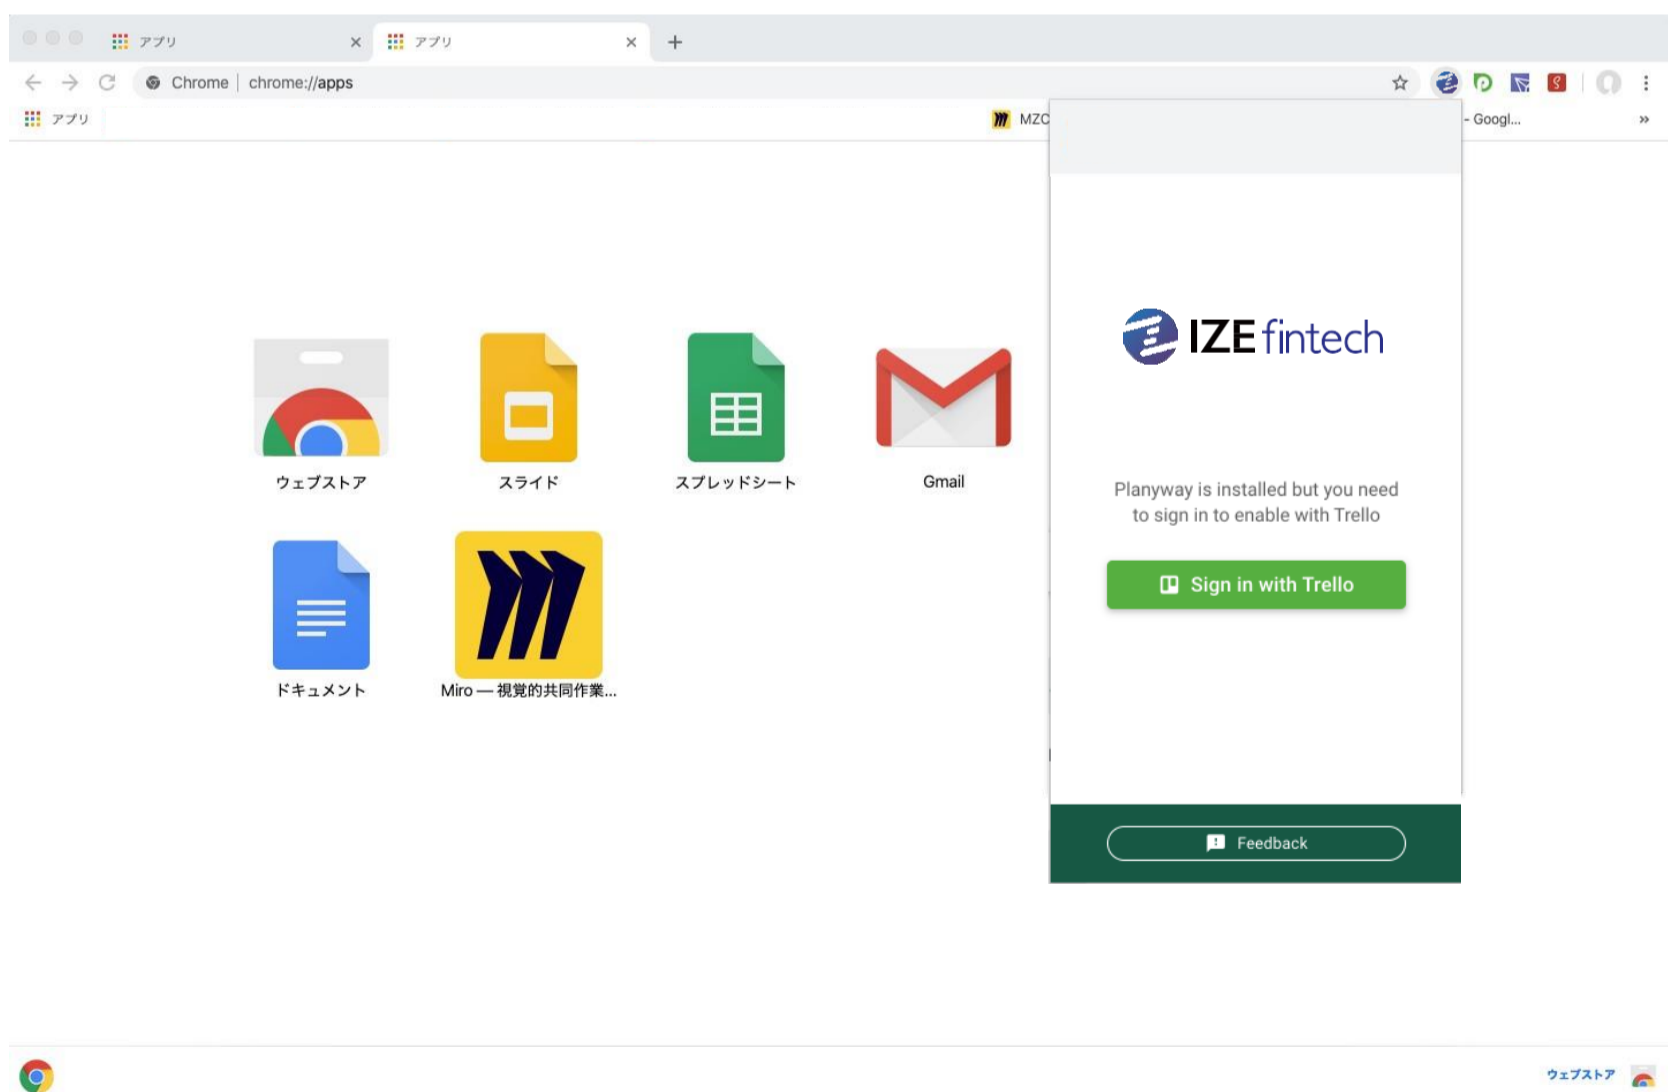 アプリ
アプリ
Chrome
chrome://apps
アプリ
MZC
- Googl...
IZE fintech
ウェブストア
スライド
スプレッドシート
Gmail
Planyway is installed but you need
to sign in to enable with Trello
Sign in with Trello
ドキュメント
Miro — 視覚的共同作業...
Feedback
ウェブストア